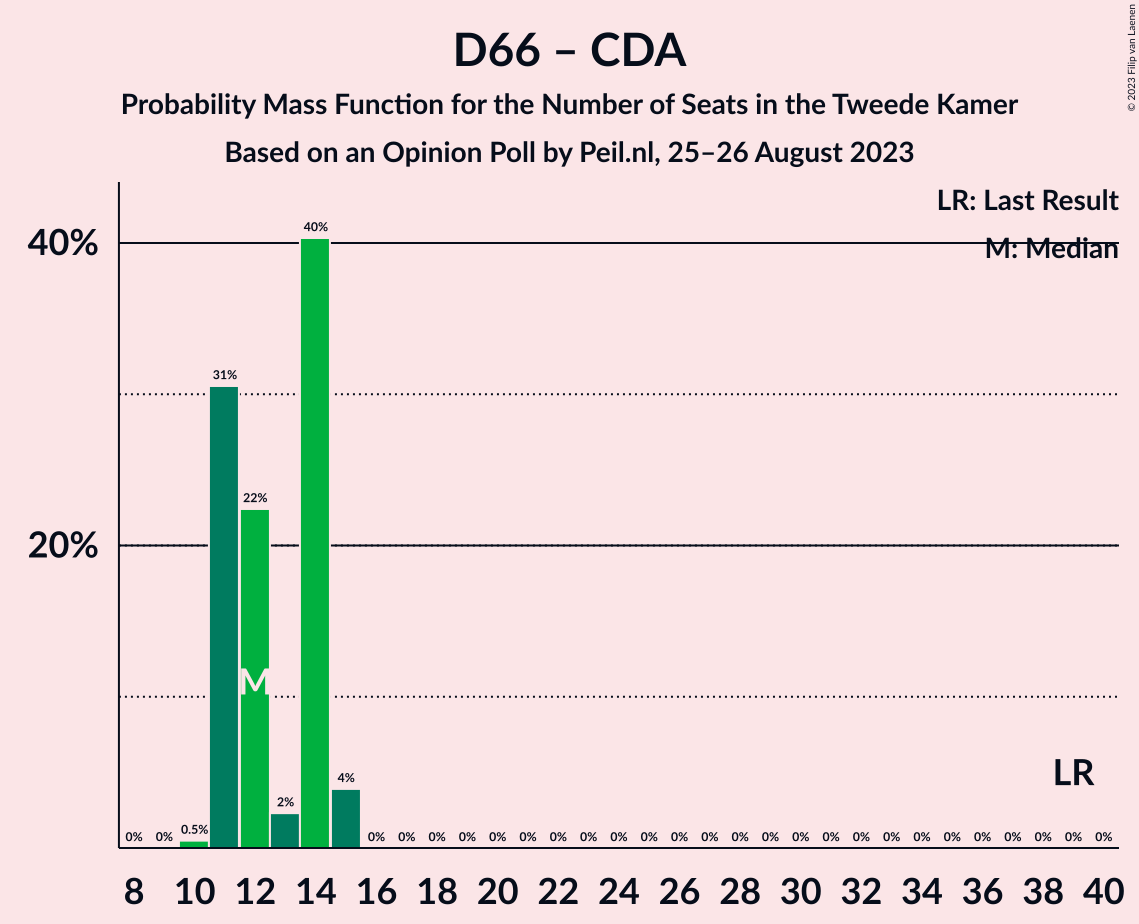 D66 – CDA
Probability Mass Function for the Number of Seats in the Tweede Kamer
Based on an Opinion Poll by Peil.nl, 25–26 August 2023
© 2023 Filip van Laenen
LR: Last Result
M: Median
40%
20%
0% 0% 0.5% 31% 22% 2% 40% 4% 0% 0% 0% 0% 0% 0% 0% 0% 0% 0% 0% 0% 0% 0% 0% 0% 0% 0% 0% 0% 0% 0% 0% 0% 0%
M
LR
8 10 12 14 16 18 20 22 24 26 28 30 32 34 36 38 40